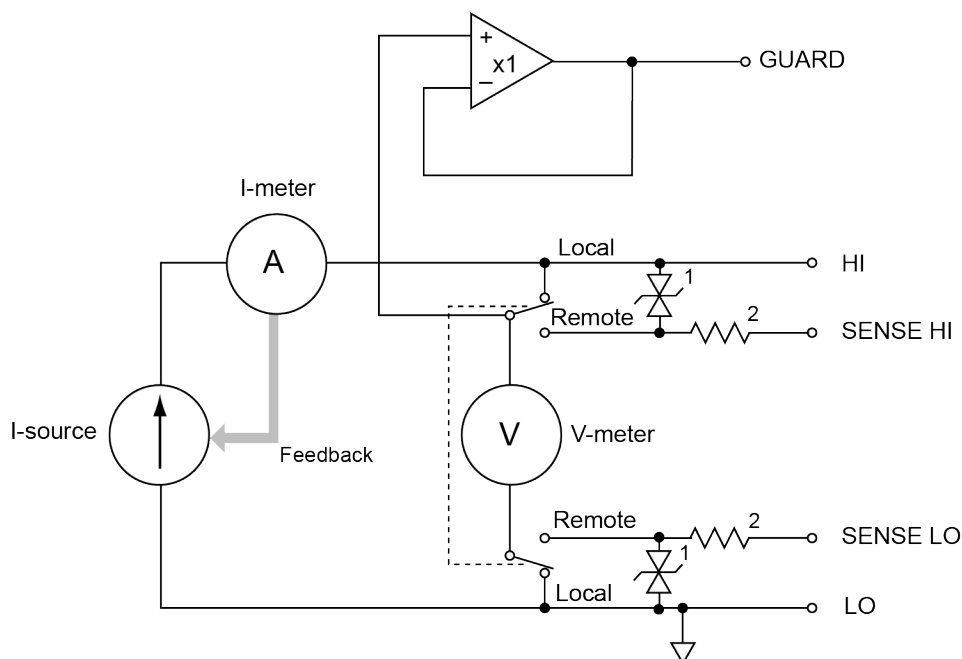 +
x1
−
GUARD
I-meter
A
Local
HI
1
Remote
2
SENSE HI
I-source
Feedback
V
V-meter
Remote
2
SENSE LO
1
Local
LO